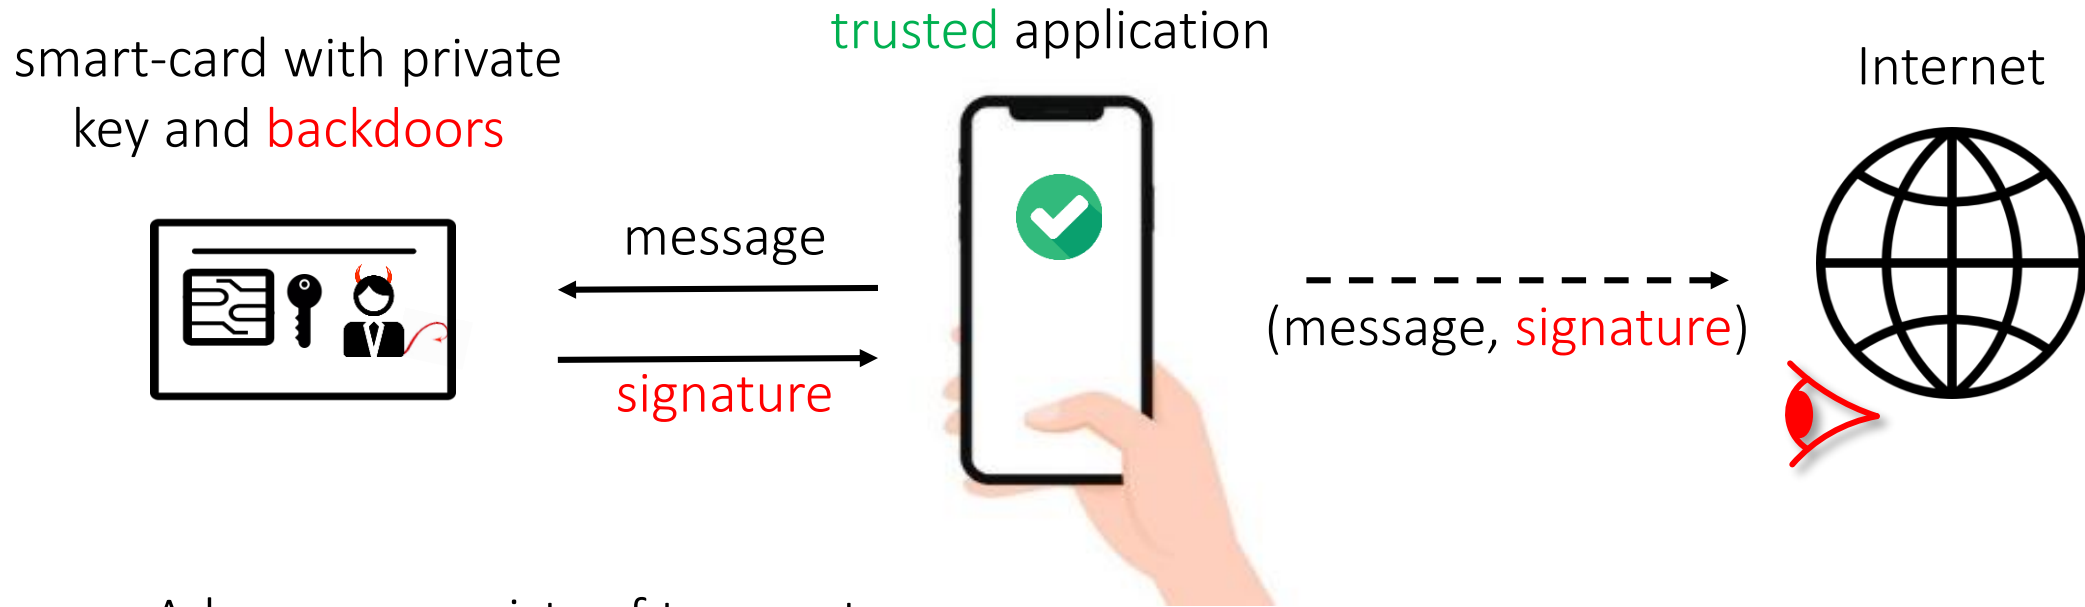 smart-card with private
key and backdoors
trusted application
Internet
message
signature
(message, signature)